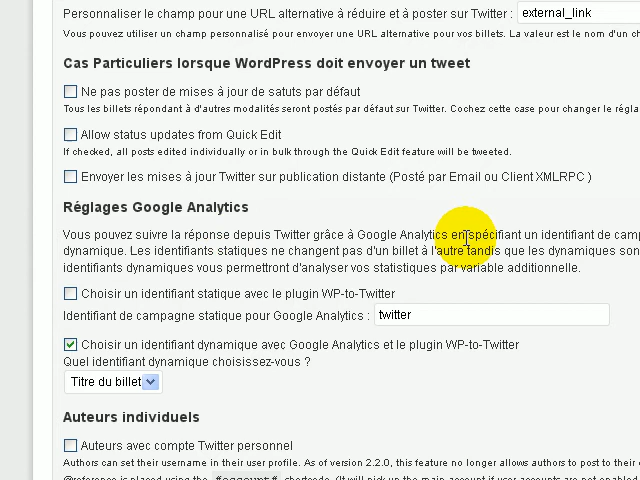 Personnaliser le champ pour une URL alternative à réduire et à poster sur Twitter : external_link
Vous pouvez utiliser un champ personnalisé pour envoyer une URL alternative pour vos billets. La valeur est le nom d'un
Cas Particuliers lorsque WordPress doit envoyer un tweet
Ne pas poster de mises à jour de satuts par défaut
Tous les billets répondant à d'autres modalités seront postés par défaut sur Twitter. Cochez cette case pour changer le
Allow status updates from Quick Edit
If checked, all posts edited individually or in bulk through the Quick Edit feature will be tweeted.
Envoyer les mises à jour Twitter sur publication distante (Posté par Email ou Client XMLRPC )
Réglages Google Analytics
Vous pouvez suivre la réponse depuis Twitter grâce à Google Analytics en spécifiant un identifiant de
dynamique. Les identifiants statiques ne changent pas d'un billet à l'autre tandis que les dynamiques
identifiants dynamiques vous permettront d'analyser vos statistiques par variable additionnelle.
Choisir un identifiant statique avec le plugin WP-to-Twitter
Identifiant de campagne statique pour Google Analytics : twitter
Choisir un identifiant dynamique avec Google Analytics et le plugin WP-to-Twitter
Quel identifiant dynamique choisissez-vous ?
Titre du billet
Auteurs individuels
Auteurs avec compte Twitter personnel
Authors can set their username in their user profile. As of version 2.2.0, this feature no longer allows authors to post to their